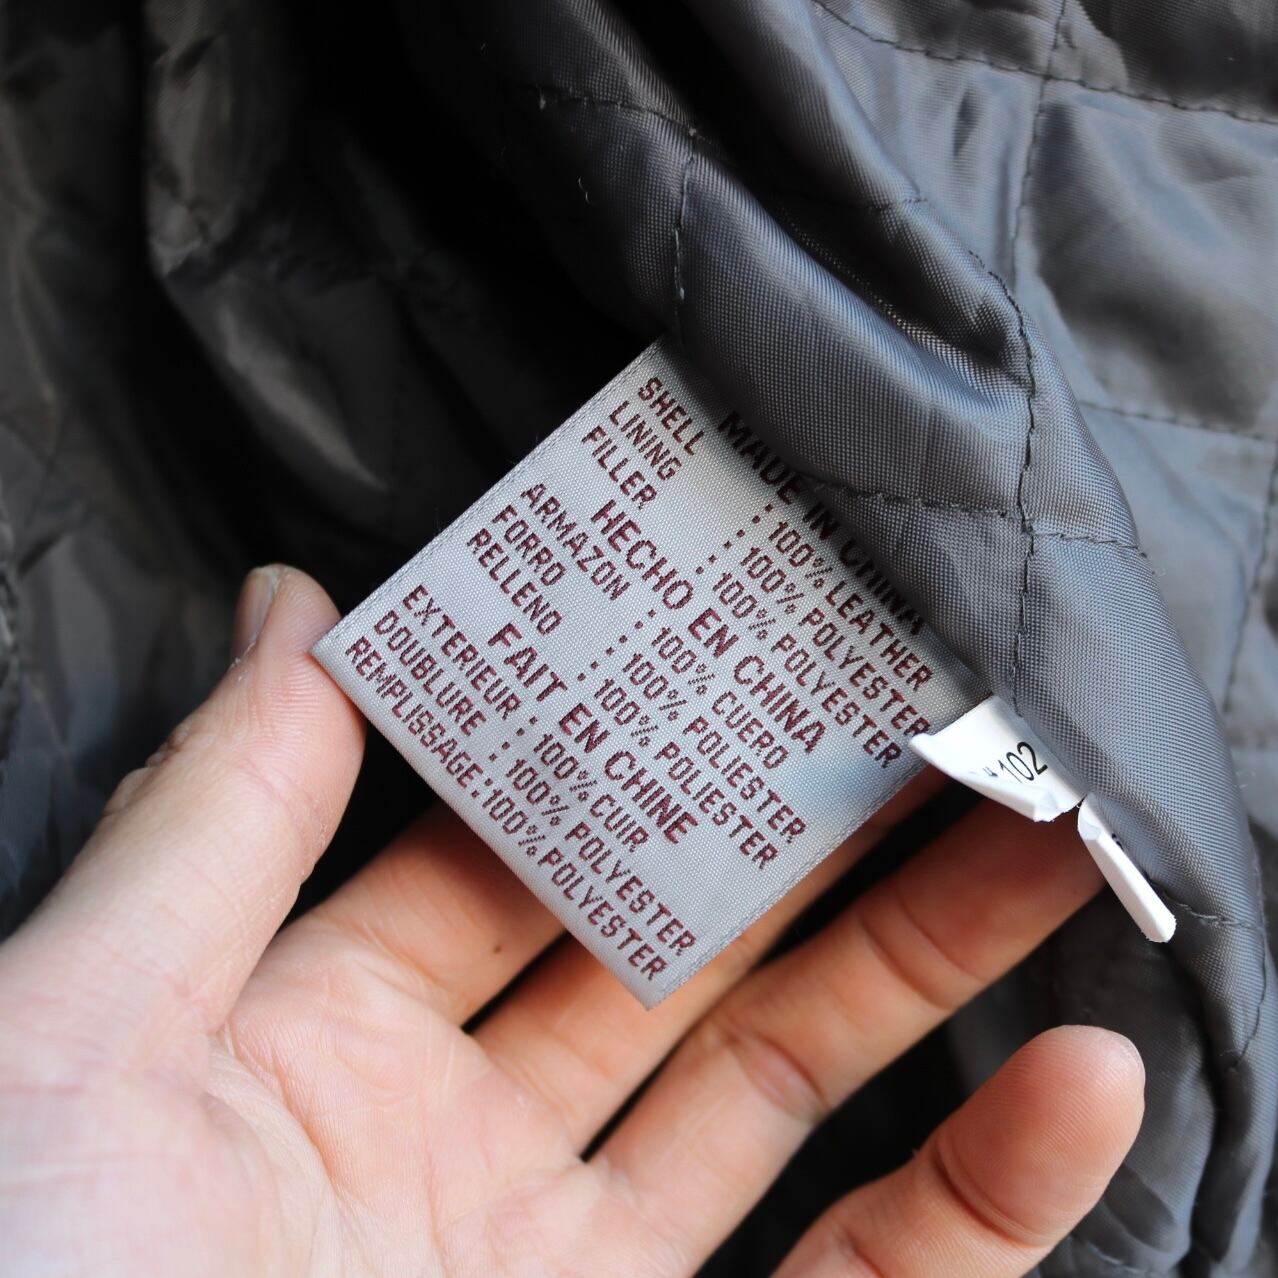 MADE IN CHINA
SHELL : 100% LEATHER
LINING : 100% POLYESTER
FILLER : 100% POLYESTER
HECHO EN CHINA
ARMAZON : 100% CUERO
FORRO : 100% POLIESTER
RELLENO : 100% POLIESTER
FAIT EN CHINE
EXTERIEUR : 100% CUIR
DOUBLURE : 100% POLYESTER
REMPLISSAGE : 100% POLYESTER
"102